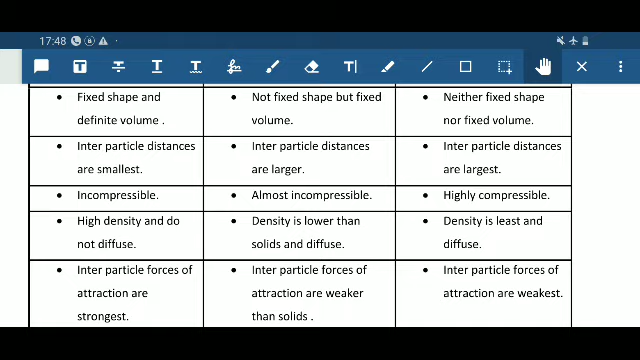 17:48
• Fixed shape and
definite volume .
• Not fixed shape but fixed
volume.
• Neither fixed shape
nor fixed volume.
• Inter particle distances
are smallest.
• Inter particle distances
are larger.
• Inter particle distances
are largest.
• Incompressible.
• Almost incompressible.
• Highly compressible.
• High density and do
not diffuse.
• Density is lower than
solids and diffuse.
• Density is least and
diffuse.
• Inter particle forces of
attraction are
strongest.
• Inter particle forces of
attraction are weaker
than solids .
• Inter particle forces of
attraction are weakest.